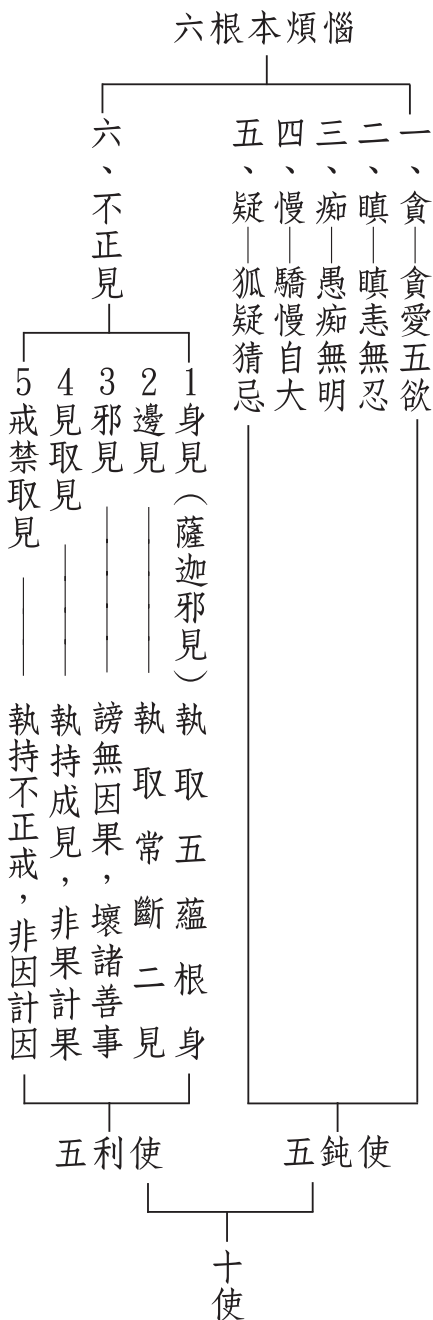 六根本煩惱
一、貪—貪愛五欲
二、瞋—瞋恚無忍
三、痴—愚痴無明
四、慢—驕慢自大
五、疑—狐疑猜忌
六、不正見
1身見（薩迦邪見）執取五蘊根身
2邊見——執取常斷二見
3邪見——謗無因果，壞諸善事
4見取見——執持成見，非果計果
5戒禁取見——執持不正戒，非因計因
五鈍使
五利使
十使